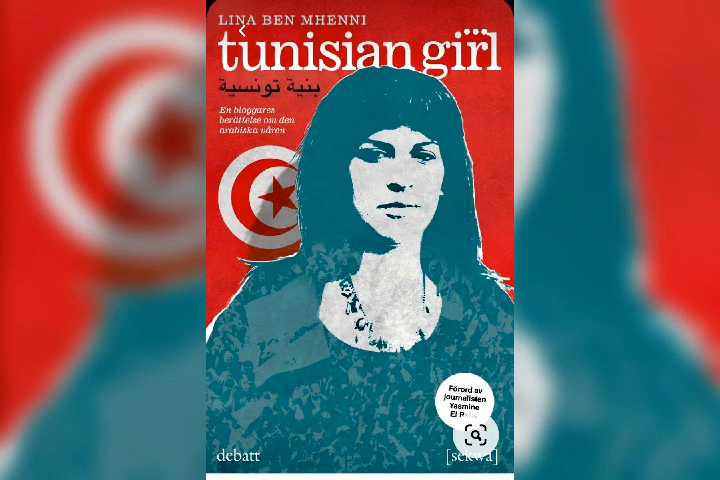 LINA BEN MHENNI
tunisian girl
بنية تونسية
En bloggares
berättelse om den
arabiska våren
Förord av
journalisten
Yasmine
El
debatt
[sekwa]